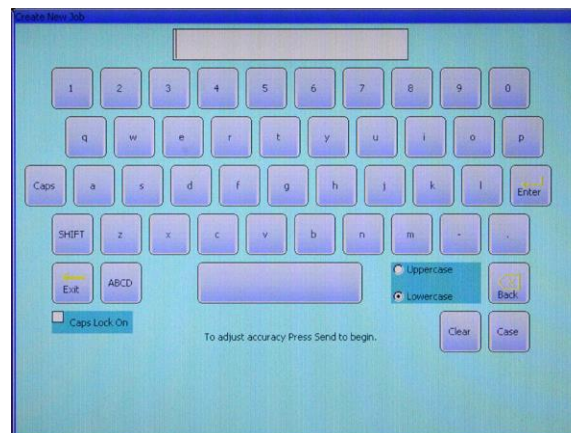 Create New Job
1 2 3 4 5 6 7 8 9 0
q w e r t y u i o p
Caps a s d f g h j k l Enter
SHIFT z x c v b n m - .
Exit ABCD Uppercase Lowercase Back
Caps Lock On
To adjust accuracy Press Send to begin.
Clear Case